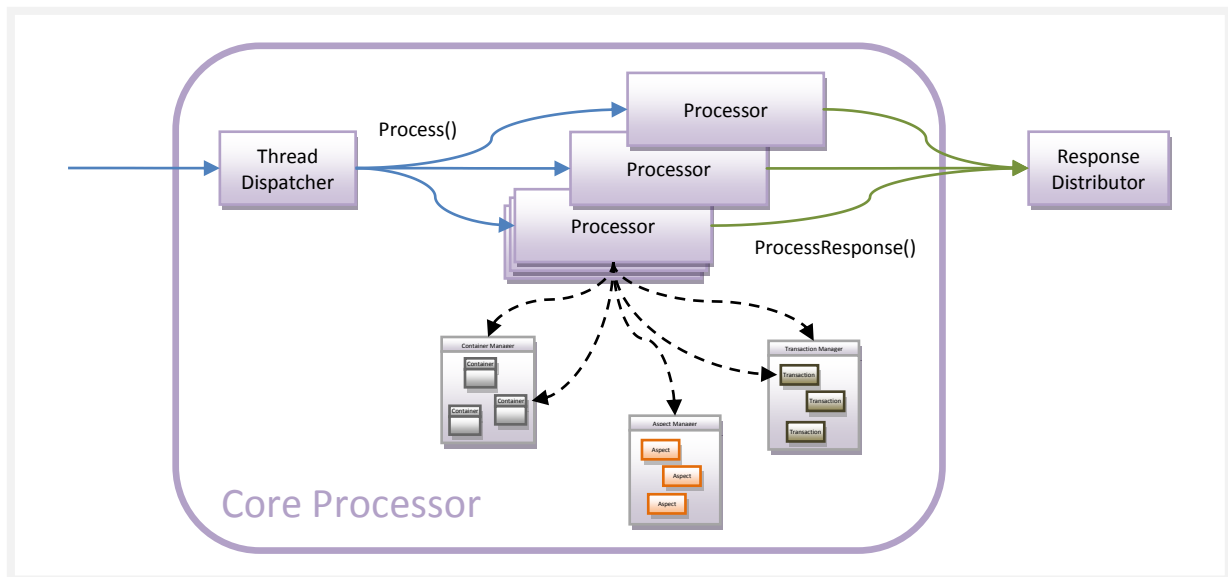 Processor
Process()
Thread
Dispatcher
Processor
Response
Distributor
Processor
ProcessResponse()
Container Manager
Container
Container
Container
Transaction Manager
Transaction
Transaction
Transaction
Aspect Manager
Aspect
Aspect
Aspect
Core Processor